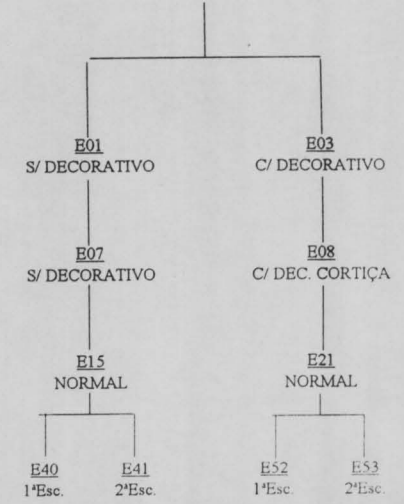 E01
S/ DECORATIVO
E03
C/ DECORATIVO
E07
S/ DECORATIVO
E08
C/ DEC. CORTIÇA
E15
NORMAL
E21
NORMAL
E40
1ªEsc.
E41
2ªEsc.
E52
1ªEsc.
E53
2ªEsc.